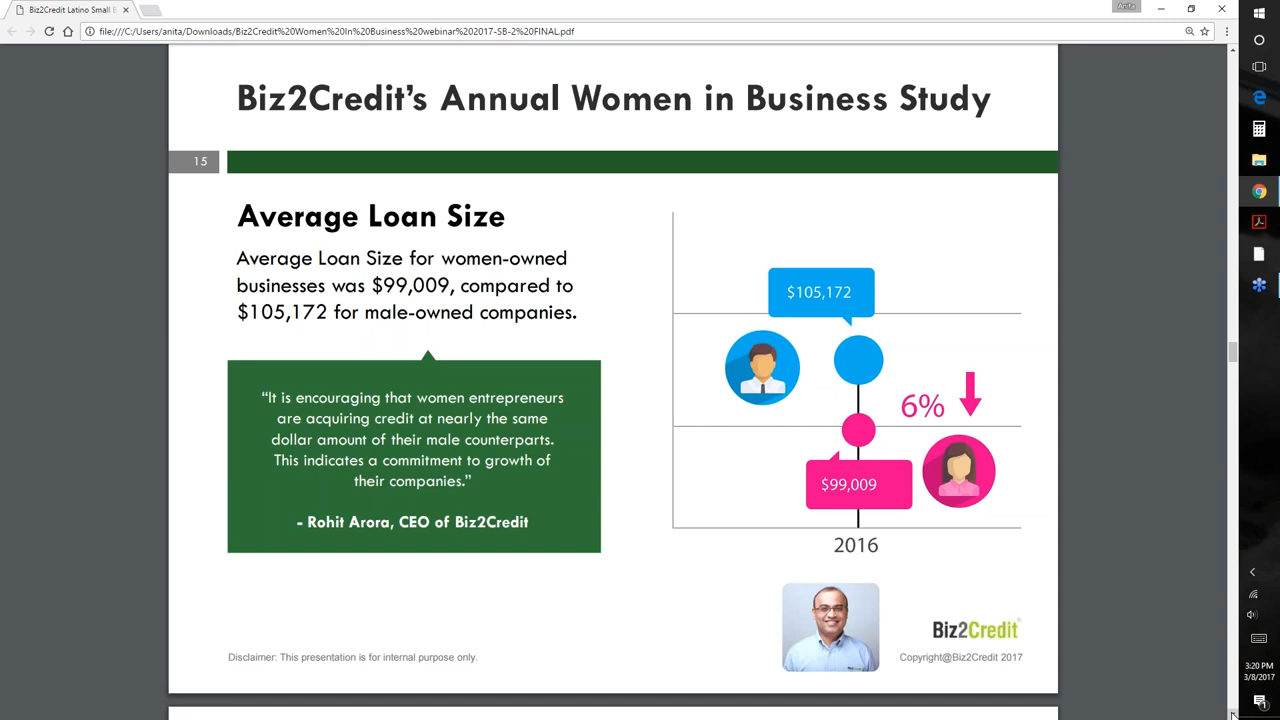 Biz2Credit Latino Small B
Anita
file:///C:/Users/anita/Downloads/Biz2Credit%20Women%20In%20Business%20webinar%202017-SB-2%20FINAL.pdf
Biz2Credit's Annual Women in Business Study
15
Average Loan Size
Average Loan Size for women-owned
businesses was $99,009, compared to
$105,172 for male-owned companies.
“It is encouraging that women entrepreneurs
are acquiring credit at nearly the same
dollar amount of their male counterparts.
This indicates a commitment to growth of
their companies.”
- Rohit Arora, CEO of Biz2Credit
$105,172
6%
$99,009
2016
Biz2Credit
Disclaimer: This presentation is for internal purpose only.
Copyright@Biz2Credit 2017
3:20 PM
3/8/2017
1